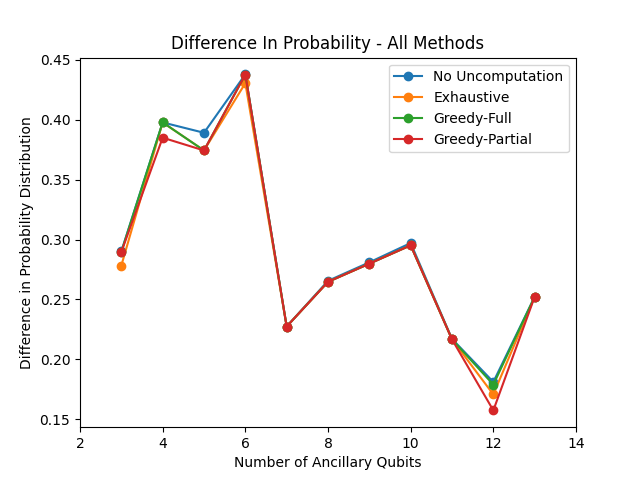 Difference In Probability - All Methods
Difference in Probability Distribution
0.45
0.40
0.35
0.30
0.25
0.20
0.15
No Uncomputation
Exhaustive
Greedy-Full
Greedy-Partial
2 4 6 8 10 12 14
Number of Ancillary Qubits